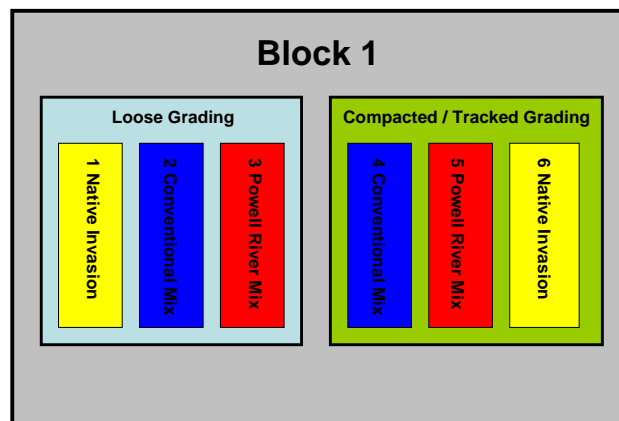 Block 1
Loose Grading
1 Native Invasion
2 Conventional Mix
3 Powell River Mix
Compacted / Tracked Grading
4 Conventional Mix
5 Powell River Mix
6 Native Invasion